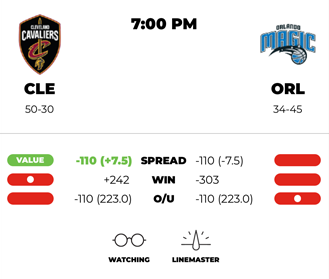 7:00 PM
CLEVELAND
CAVALIERS
ORLANDO
MAGIC
CLE
ORL
50-30
34-45
VALUE -110 (+7.5) SPREAD -110 (-7.5)
+242 WIN -303
-110 (223.0) O/U -110 (223.0)
WATCHING LINEMASTER